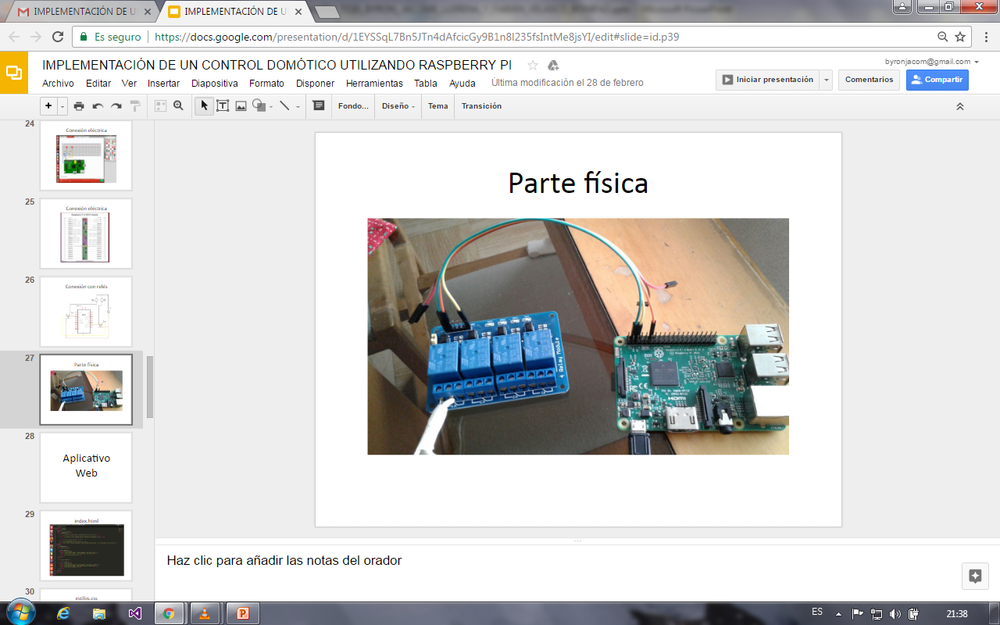 IMPLEMENTACIÓN DE U
IMPLEMENTACIÓN DE U
Es seguro
https://docs.google.com/presentation/d/1EYSSqL7Bn5JTn4dAfcicGy9B1n8I235fsIntMe8jsYI/edit#slide=id.p39
IMPLEMENTACIÓN DE UN CONTROL DOMÓTICO UTILIZANDO RASPBERRY PI
byronjacom@gmail.com
Archivo Editar Ver Insertar Diapositiva Formato Disponer Herramientas Tabla Ayuda Última modificación el 28 de febrero
Iniciar presentación Comentarios Compartir
Fondo... Diseño Tema Transición
24
Conexión eléctrica
25
Conexión eléctrica
26
Conexión con relés
27
Parte física
28
Aplicativo
Web
29
index.html
30
estilos.css
Parte física
4 Relay Module
HDMI
Haz clic para añadir las notas del orador
ES
21:38